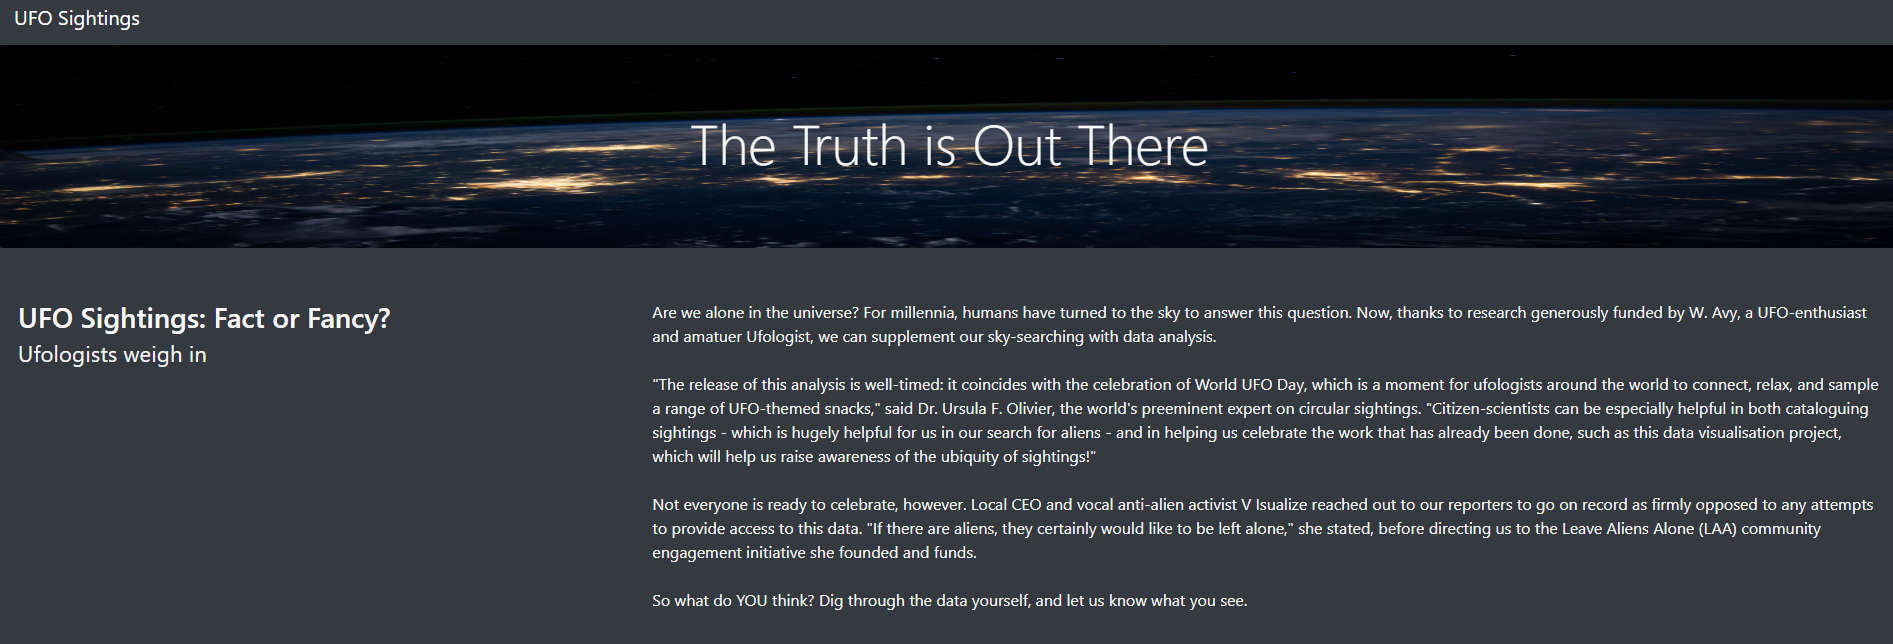 UFO Sightings
The Truth is Out There
UFO Sightings: Fact or Fancy?
Ufologists weigh in
Are we alone in the universe? For millennia, humans have turned to the sky to answer this question. Now, thanks to research generously funded by W. Avy, a UFO-enthusiast
and amatuer Ufologist, we can supplement our sky-searching with data analysis.
"The release of this analysis is well-timed: it coincides with the celebration of World UFO Day, which is a moment for ufologists around the world to connect, relax, and sample
a range of UFO-themed snacks," said Dr. Ursula F. Olivier, the world's preeminent expert on circular sightings. "Citizen-scientists can be especially helpful in both cataloguing
sightings - which is hugely helpful for us in our search for aliens - and in helping us celebrate the work that has already been done, such as this data visualisation project,
which will help us raise awareness of the ubiquity of sightings!"
Not everyone is ready to celebrate, however. Local CEO and vocal anti-alien activist V Isualize reached out to our reporters to go on record as firmly opposed to any attempts
to provide access to this data. "If there are aliens, they certainly would like to be left alone," she stated, before directing us to the Leave Aliens Alone (LAA) community
engagement initiative she founded and funds.
So what do YOU think? Dig through the data yourself, and let us know what you see.